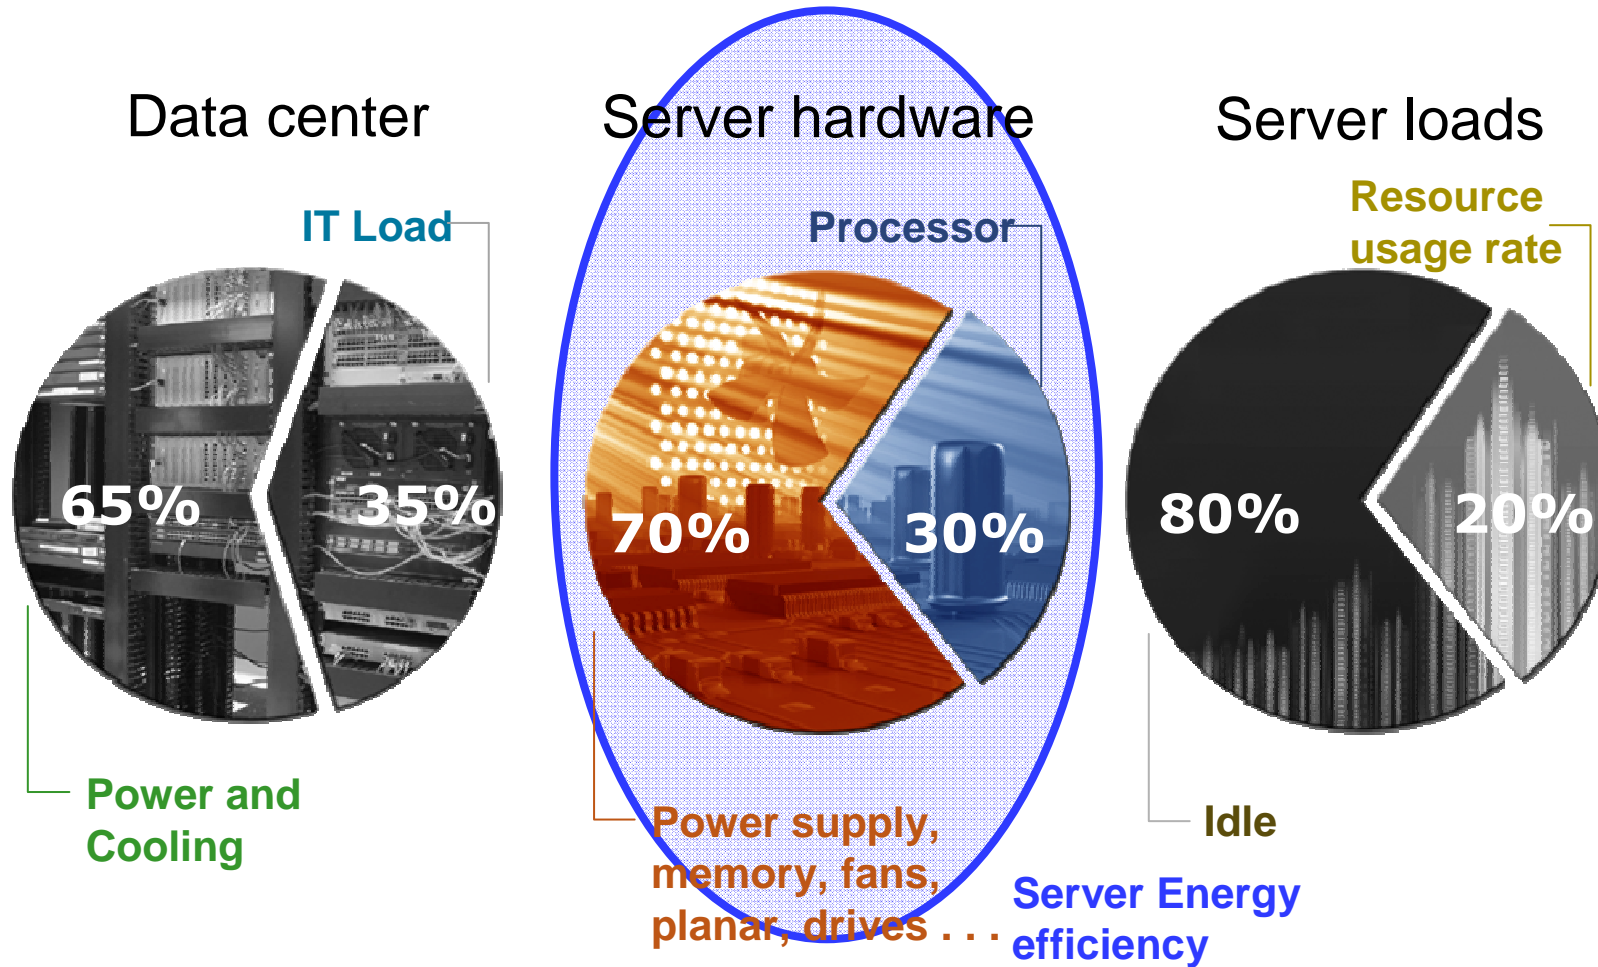 Data center
IT Load
65%
35%
Power and
Cooling
Server hardware
Processor
70%
30%
Power supply,
memory, fans,
planar, drives . . .
Server Energy
efficiency
Server loads
Resource
usage rate
80%
20%
Idle